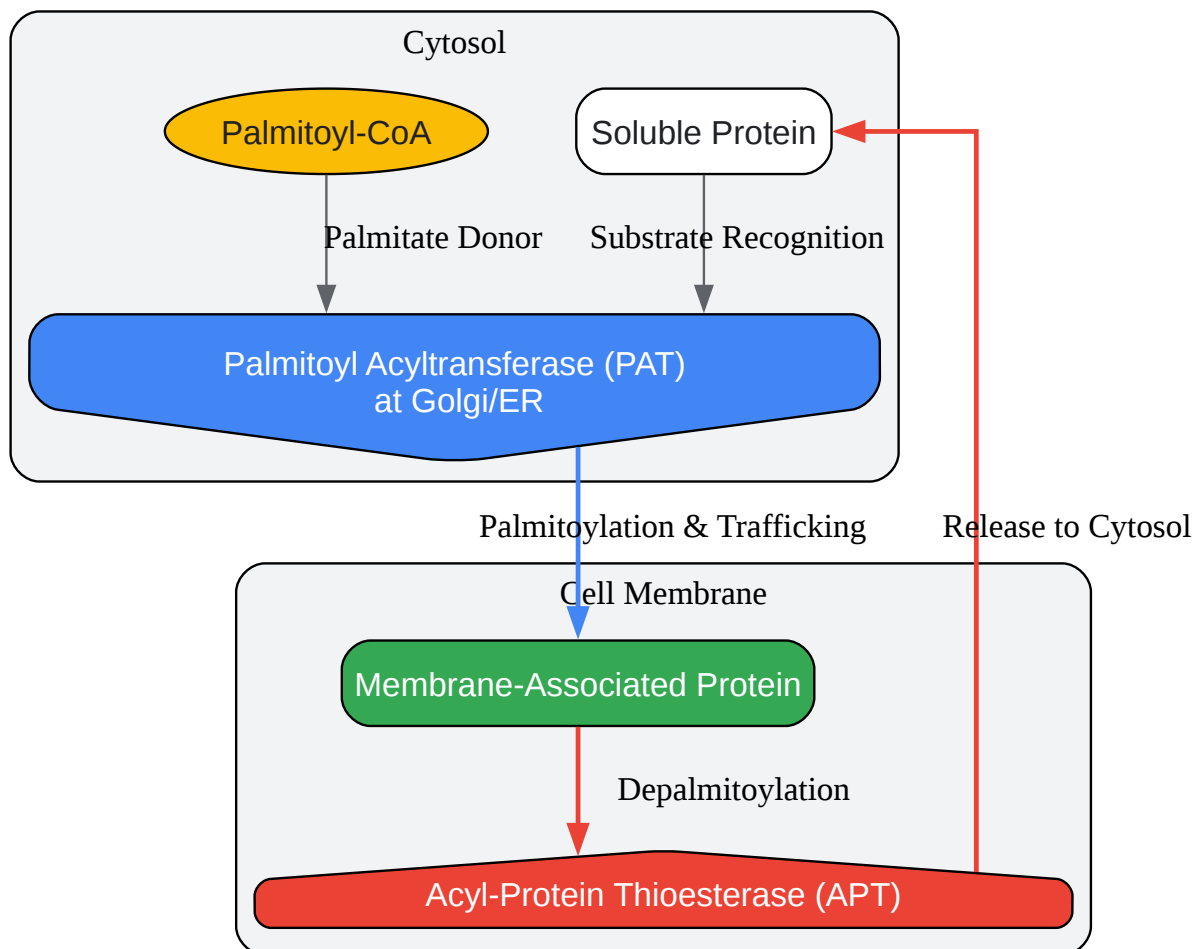 Cytosol
Palmitoyl-CoA
Soluble Protein
Palmitate Donor
Substrate Recognition
Palmitoyl Acyltransferase (PAT)
at Golgi/ER
Palmitoylation & Trafficking
Release to Cytosol
Cell Membrane
Membrane-Associated Protein
Depalmitoylation
Acyl-Protein Thioesterase (APT)